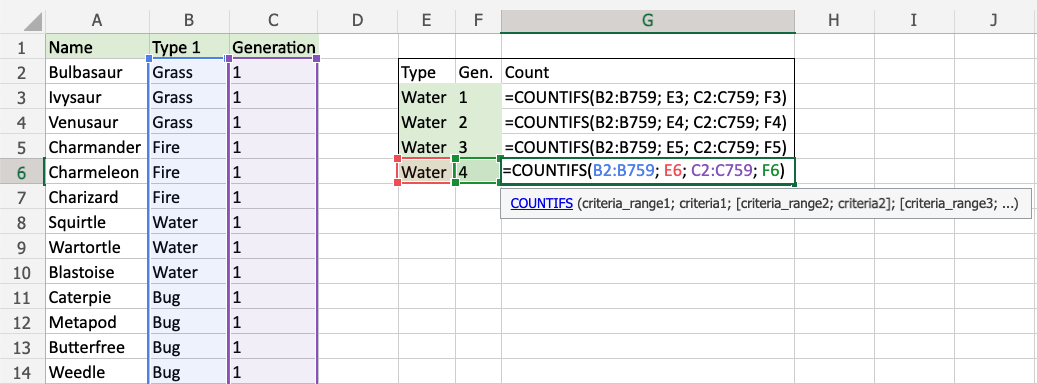 A B C D E F G H I J
1 Name Type 1 Generation
2 Bulbasaur Grass 1 Type Gen. Count
3 Ivysaur Grass 1 Water 1 =COUNTIFS(B2:B759; E3; C2:C759; F3)
4 Venusaur Grass 1 Water 2 =COUNTIFS(B2:B759; E4; C2:C759; F4)
5 Charmander Fire 1 Water 3 =COUNTIFS(B2:B759; E5; C2:C759; F5)
6 Charmeleon Fire 1 Water 4 =COUNTIFS(B2:B759; E6; C2:C759; F6)
7 Charizard Fire 1 COUNTIFS (criteria_range1; criteria1; [criteria_range2; criteria2]; [criteria_range3; ...)
8 Squirtle Water 1
9 Wartortle Water 1
10 Blastoise Water 1
11 Caterpie Bug 1
12 Metapod Bug 1
13 Butterfree Bug 1
14 Weedle Bug 1